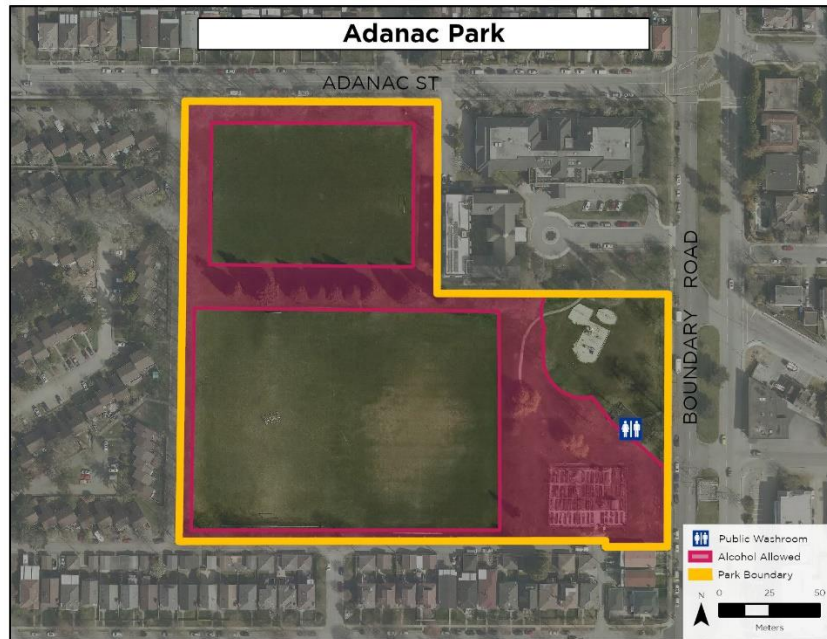 Adanac Park
ADANAC ST
BOUNDARY ROAD
Public Washroom
Alcohol Allowed
Park Boundary
N
0 25 50
Meters